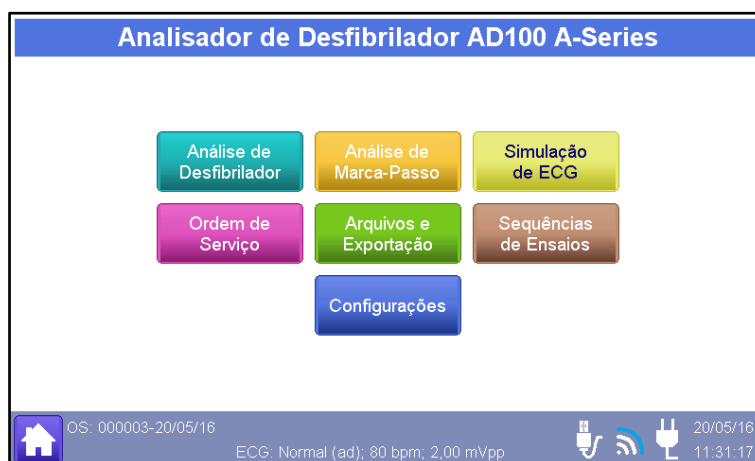 Analisador de Desfibrilador AD100 A-Series
Análise de
Desfibrilador
Análise de
Marca-Passo
Simulação
de ECG
Ordem de
Serviço
Arquivos e
Exportação
Sequências
de Ensaios
Configurações
OS: 000003-20/05/16
ECG: Normal (ad); 80 bpm; 2,00 mVpp
20/05/16
11:31:17